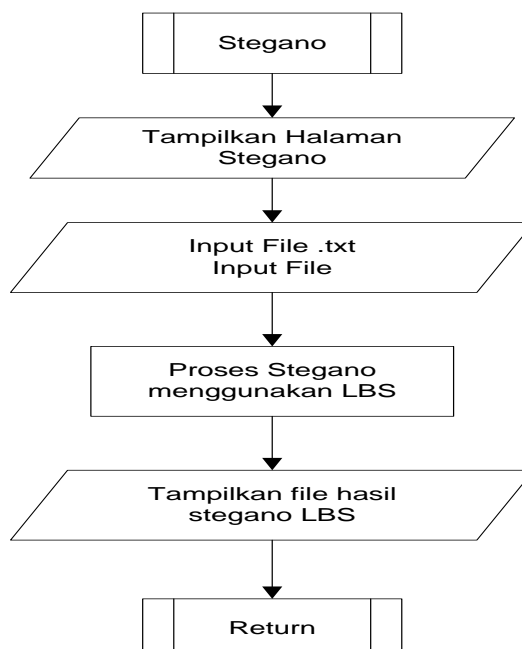 Stegano
Tampilkan Halaman
Stegano
Input File .txt
Input File
Proses Stegano
menggunakan LBS
Tampilkan file hasil
stegano LBS
Return